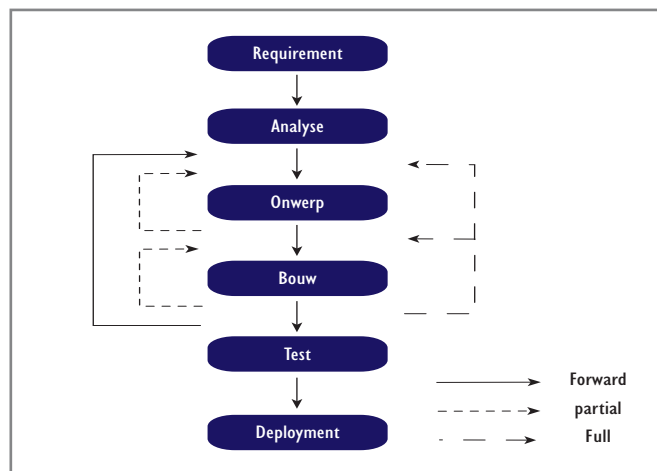 Requirement
Analyse
Onwerp
Bouw
Test
Deployment
Forward
partial
Full